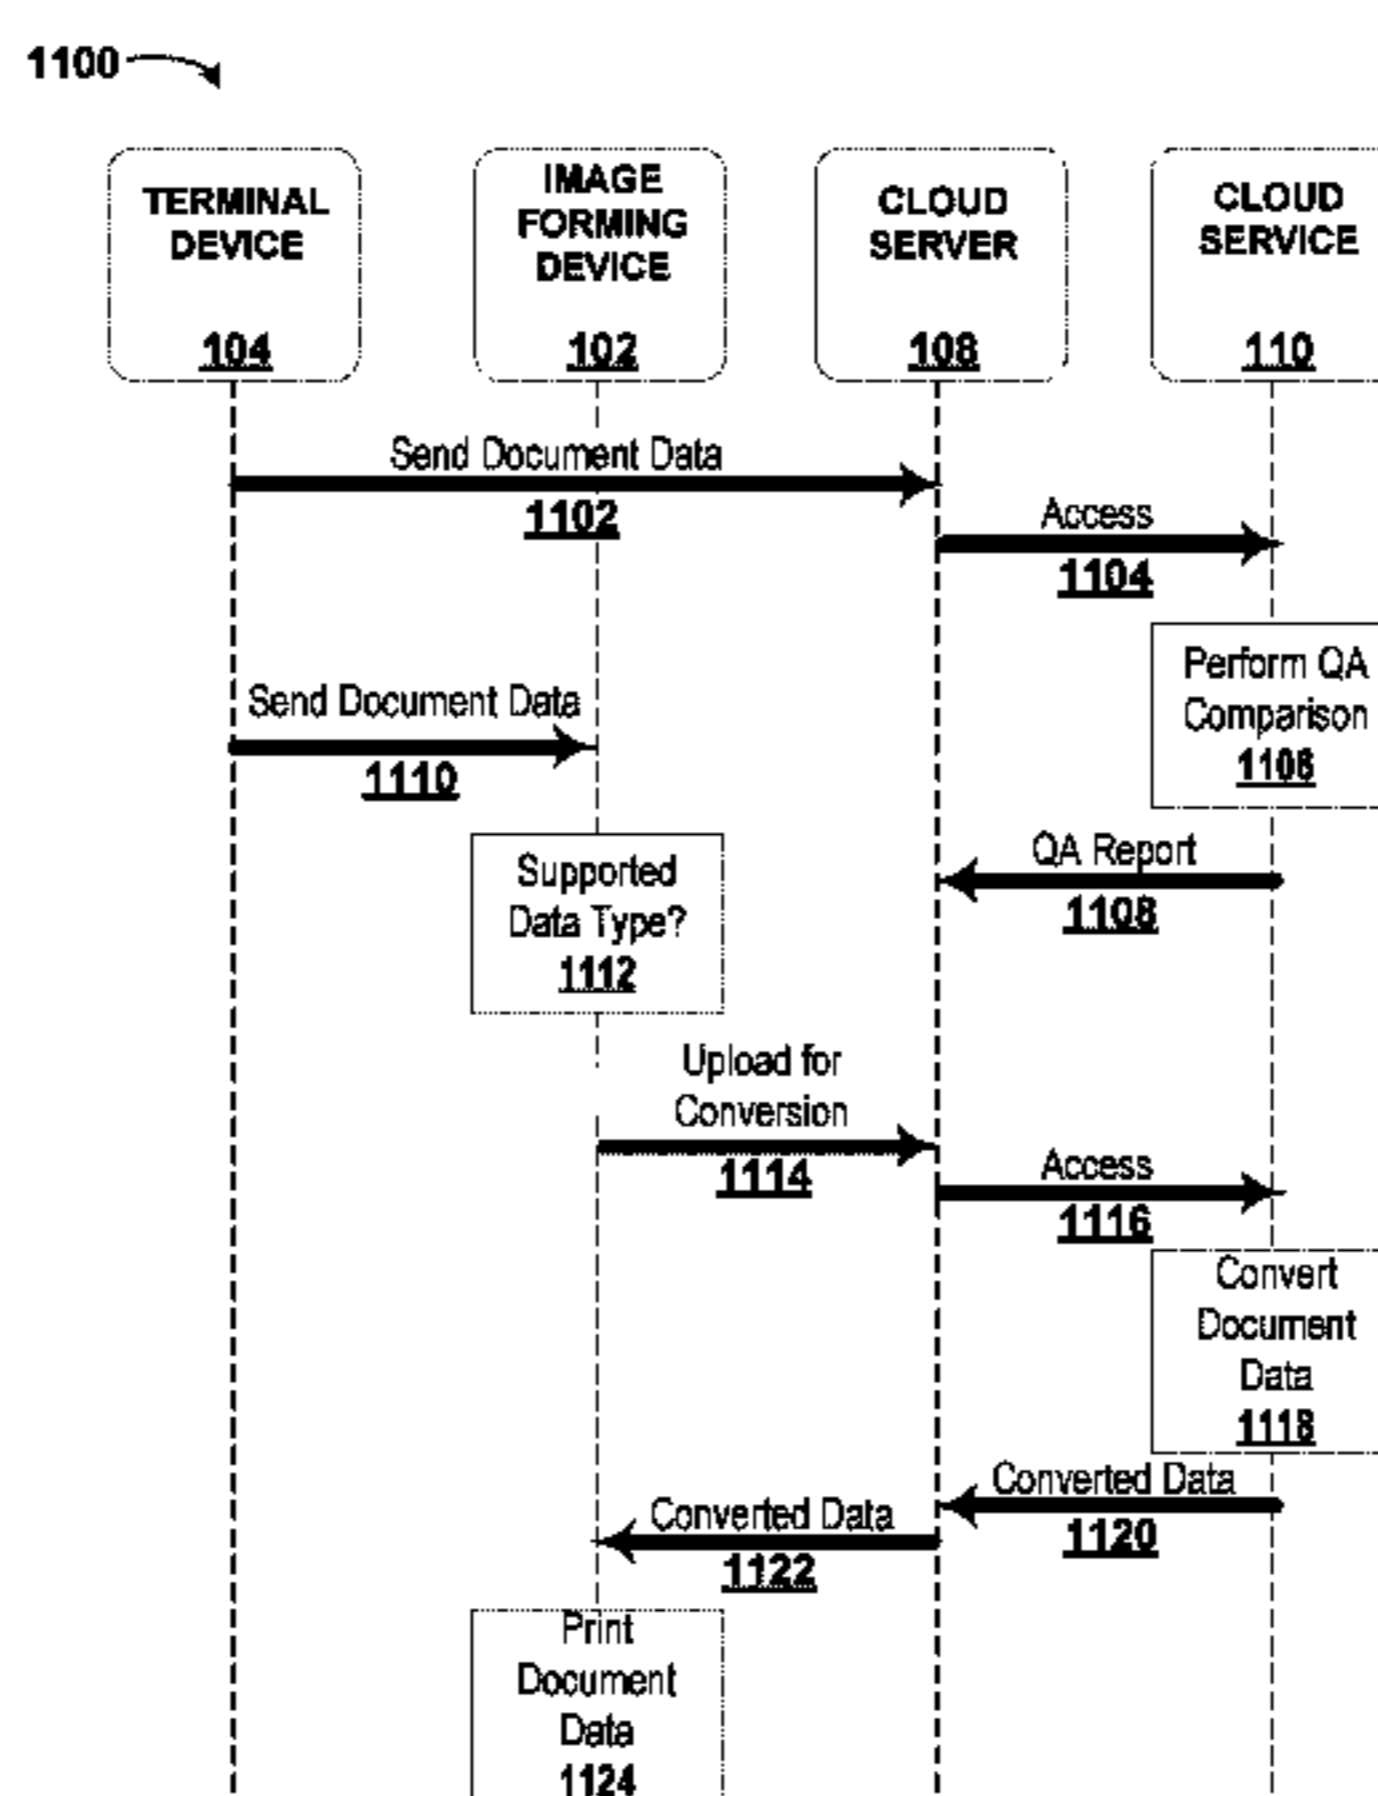 1100
TERMINAL
DEVICE
104
IMAGE
FORMING
DEVICE
102
CLOUD
SERVER
108
CLOUD
SERVICE
110
Send Document Data
1102
Access
1104
Perform QA
Comparison
1106
Send Document Data
1110
QA Report
1108
Supported
Data Type?
1112
Upload for
Conversion
1114
Access
1116
Convert
Document
Data
1118
Converted Data
1120
Converted Data
1122
Print
Document
Data
1124